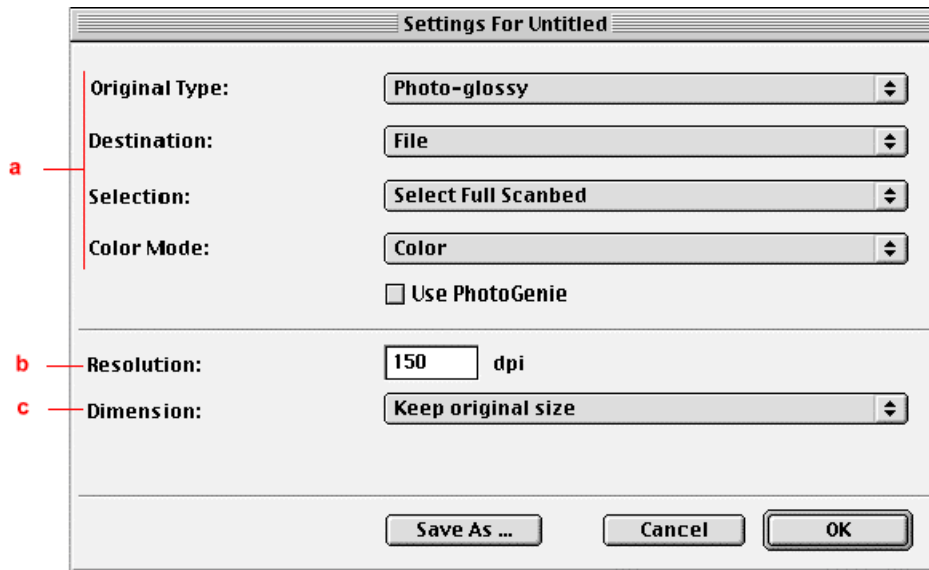 Settings For Untitled
Original Type: Photo-glossy
Destination: File
a
Selection: Select Full Scanbed
Color Mode: Color
Use PhotoGenie
b Resolution: 150 dpi
c Dimension: Keep original size
Save As ... Cancel OK